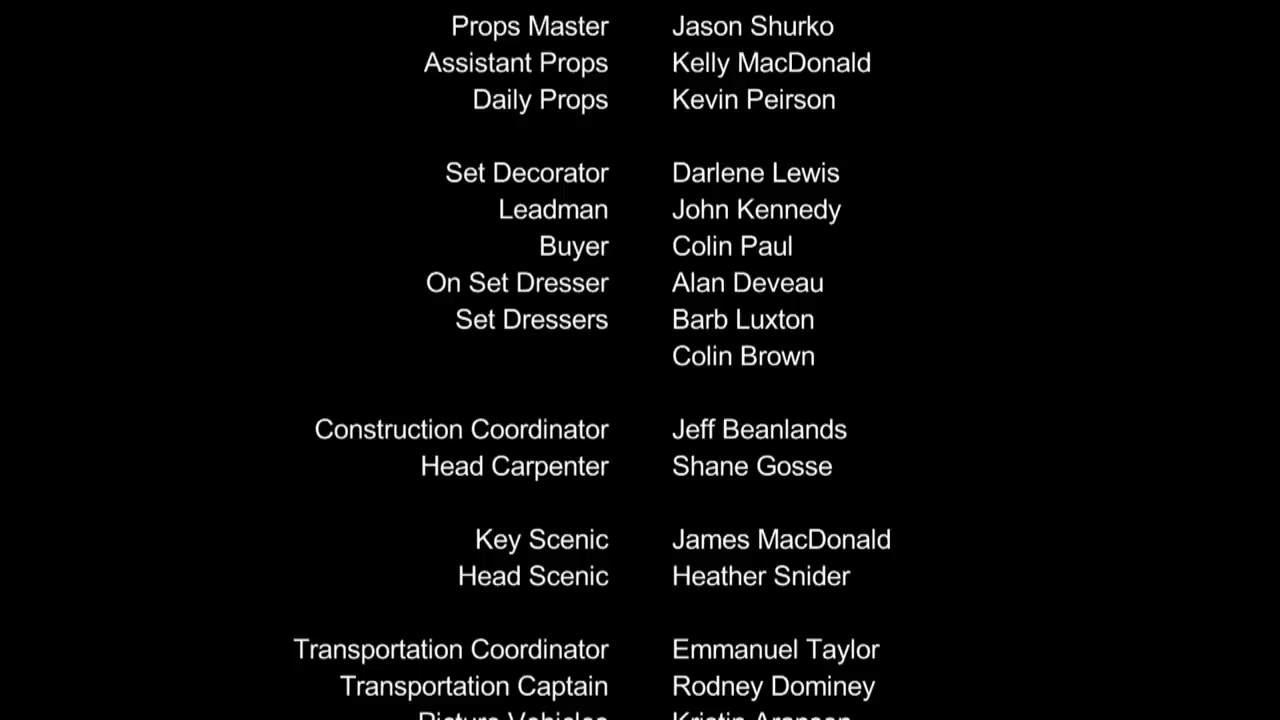 Props Master Jason Shurko
Assistant Props Kelly MacDonald
Daily Props Kevin Peirson
Set Decorator Darlene Lewis
Leadman John Kennedy
Buyer Colin Paul
On Set Dresser Alan Deveau
Set Dressers Barb Luxton
Colin Brown
Construction Coordinator Jeff Beanlands
Head Carpenter Shane Gosse
Key Scenic James MacDonald
Head Scenic Heather Snider
Transportation Coordinator Emmanuel Taylor
Transportation Captain Rodney Dominey
Picture Vehicles Kristin